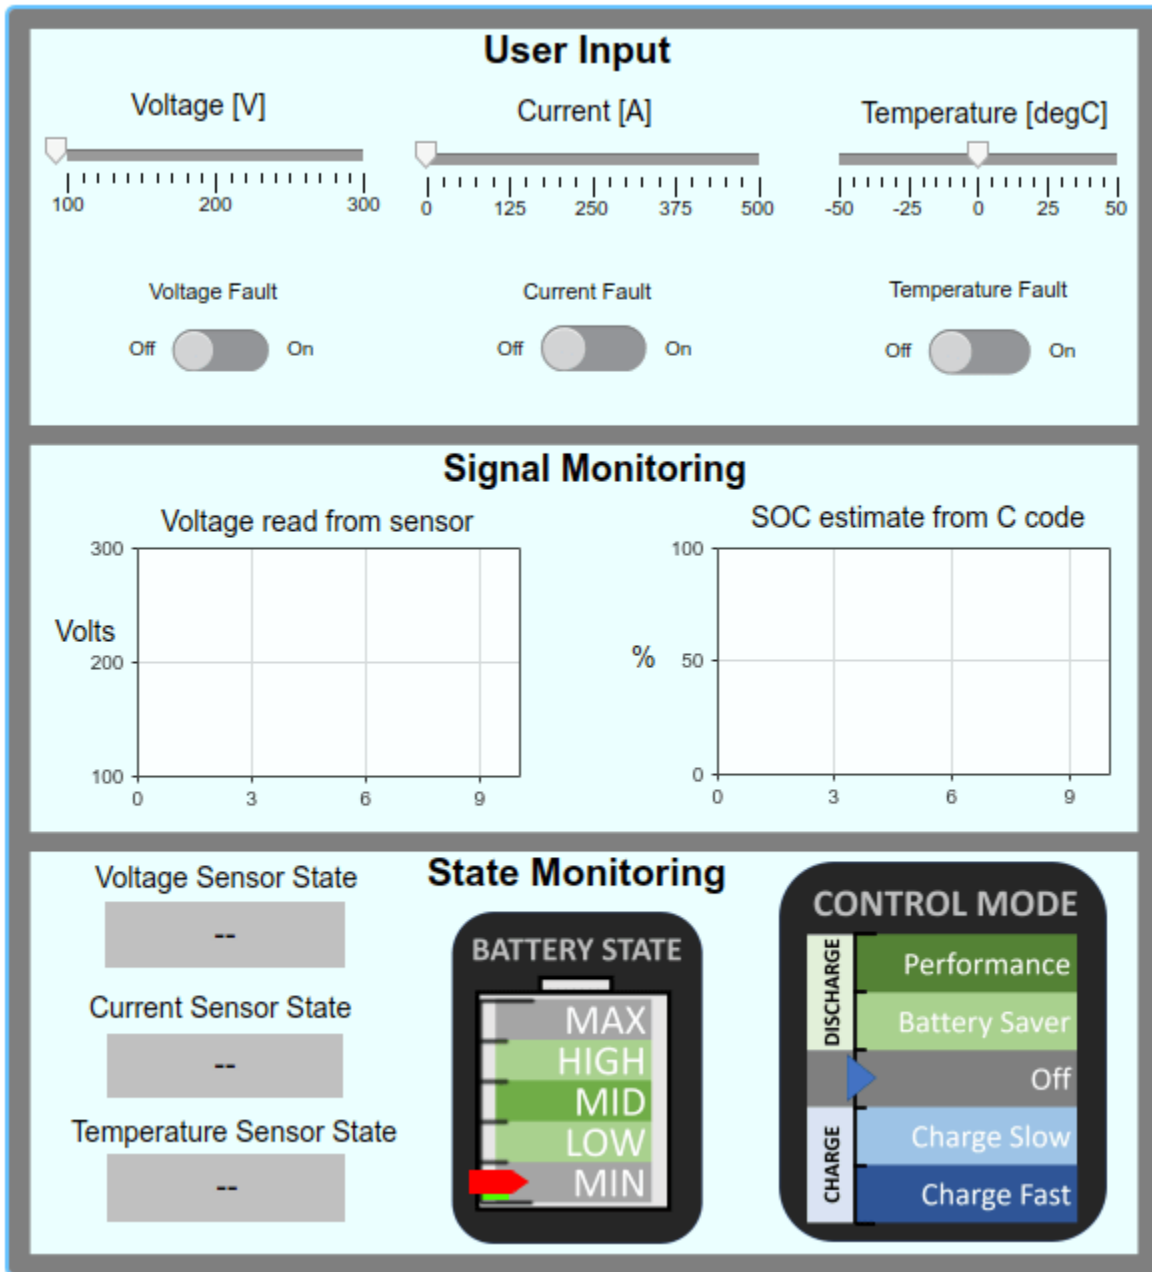 User Input
Voltage [V]
Current [A]
Temperature [degC]
100 200 300
0 125 250 375 500
-50 -25 0 25 50
Voltage Fault
Current Fault
Temperature Fault
Off On
Off On
Off On
Signal Monitoring
Voltage read from sensor
300
Volts
200
100
0 3 6 9
SOC estimate from C code
100
% 50
0
0 3 6 9
State Monitoring
Voltage Sensor State
--
Current Sensor State
--
Temperature Sensor State
--
BATTERY STATE
MAX
HIGH
MID
LOW
MIN
CONTROL MODE
DISCHARGE
Performance
Battery Saver
Off
CHARGE
Charge Slow
Charge Fast